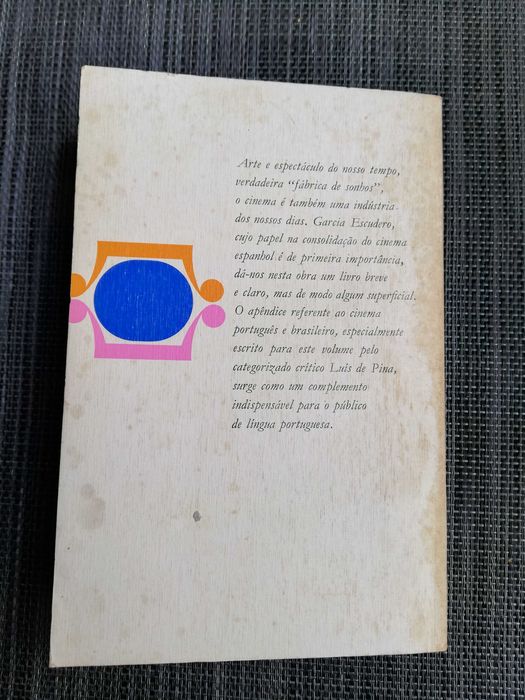 Arte e espectáculo do nosso tempo,
verdadeira “fábrica de sonhos”,
o cinema é também uma indústria
dos nossos dias. Garcia Escudero,
cujo papel na consolidação do cinema
espanhol é de primeira importância,
dá-nos nesta obra um livro breve
e claro, mas de modo algum superficial.
O apêndice referente ao cinema
português e brasileiro, especialmente
escrito para este volume pelo
categorizado crítico Luis de Pina,
surge como um complemento
indispensável para o público
de língua portuguesa.